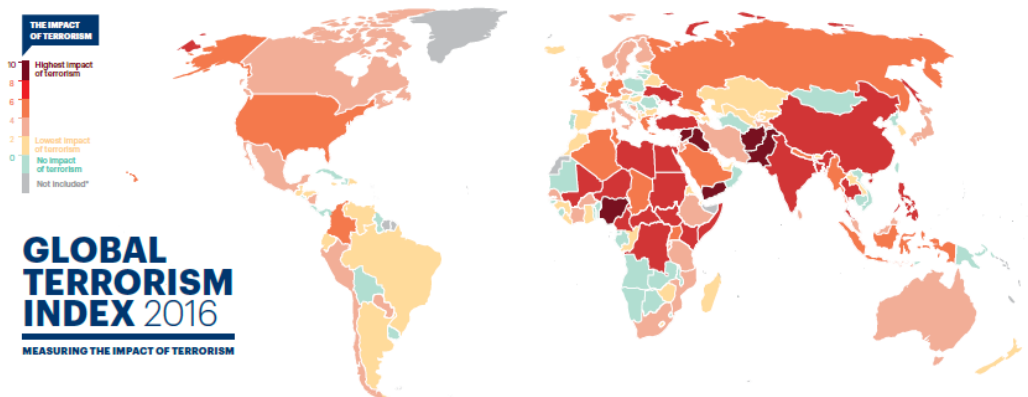 THE IMPACT
OF TERRORISM
10
Highest impact
of terrorism
8
6
4
2
Lowest impact
of terrorism
0
No impact
of terrorism
Not included*
GLOBAL
TERRORISM
INDEX 2016
MEASURING THE IMPACT OF TERRORISM